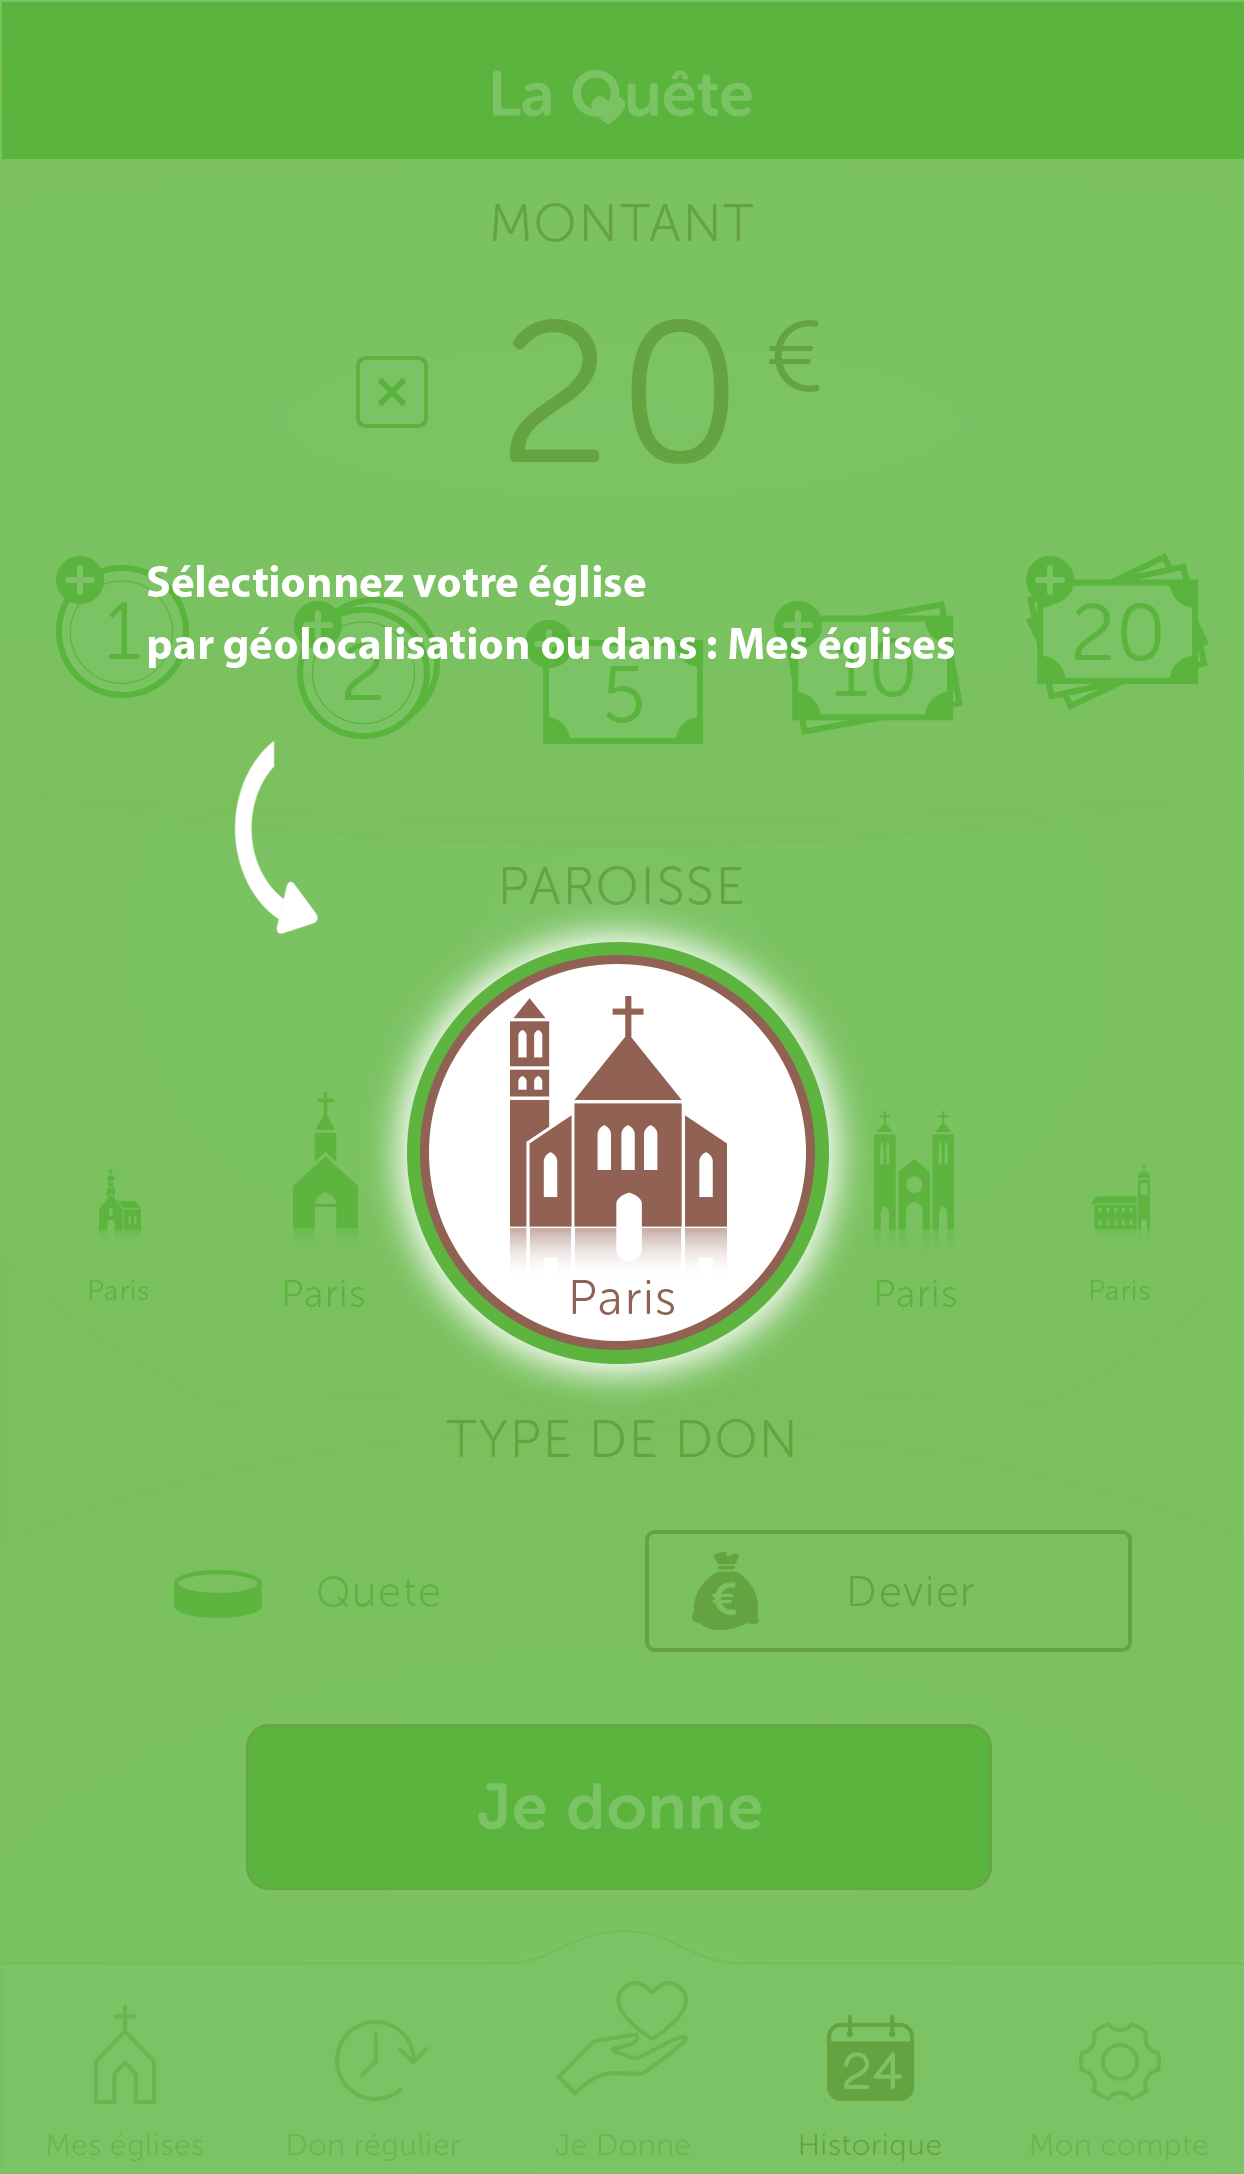 La Quête
MONTANT
20 €
Sélectionnez votre église
par géolocalisation ou dans : Mes églises
1
2
5
10
20
PAROISSE
Paris
Paris
Paris
Paris
Paris
TYPE DE DON
Quete
€ Devier
Je donne
24
Mes églises
Don régulier
Je Donne
Historique
Mon compte